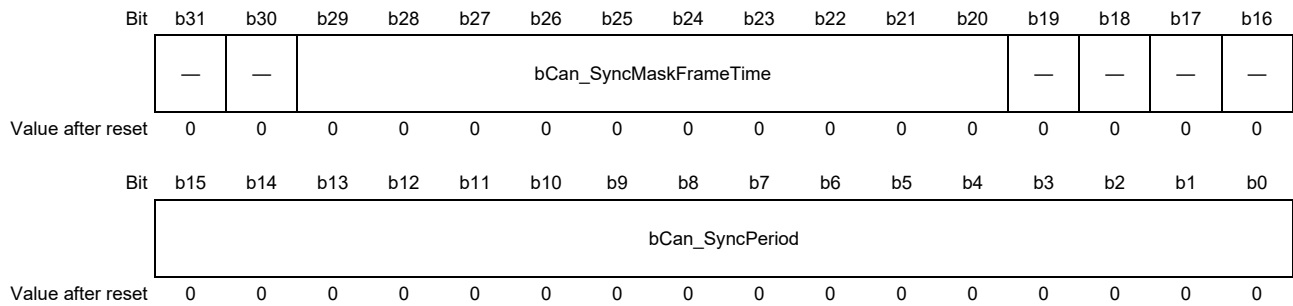 Bit b31 b30 b29 b28 b27 b26 b25 b24 b23 b22 b21 b20 b19 b18 b17 b16
— — bCan_SyncMaskFrameTime — — — —
Value after reset 0 0 0 0 0 0 0 0 0 0 0 0 0 0 0 0
Bit b15 b14 b13 b12 b11 b10 b9 b8 b7 b6 b5 b4 b3 b2 b1 b0
bCan_SyncPeriod
Value after reset 0 0 0 0 0 0 0 0 0 0 0 0 0 0 0 0